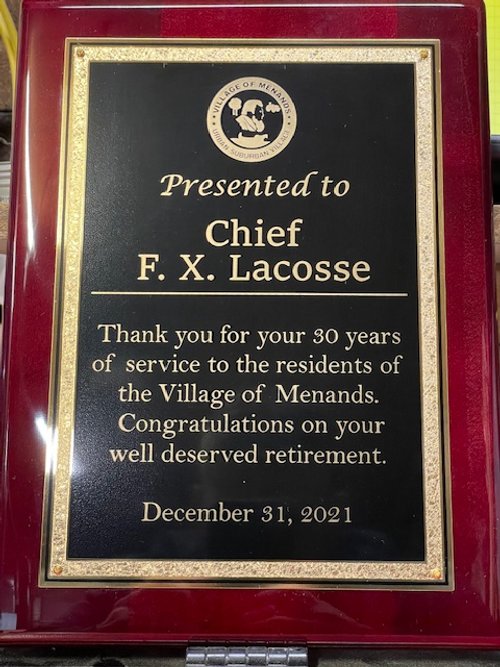 VILLAGE OF MENANDS
URBAN SUBURBAN VILLAGE
Presented to
Chief
F. X. Lacosse
Thank you for your 30 years
of service to the residents of
the Village of Menands.
Congratulations on your
well deserved retirement.
December 31, 2021